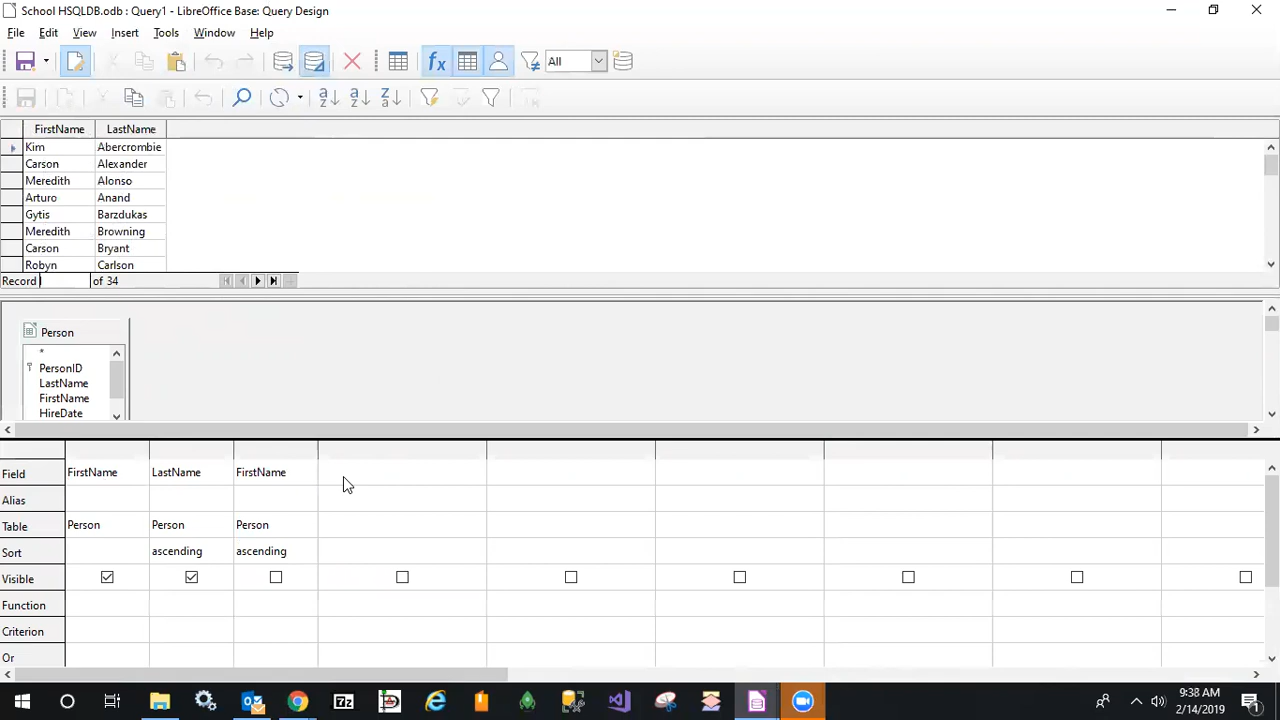 School HSQLDB.odb : Query1 - LibreOffice Base: Query Design
File Edit View Insert Tools Window Help
fx All
FirstName LastName
Kim Abercrombie
Carson Alexander
Meredith Alonso
Arturo Anand
Gytis Barzdukas
Meredith Browning
Carson Bryant
Robyn Carlson
Record of 34
Person
*
PersonID
LastName
FirstName
HireDate
Field FirstName LastName FirstName
Alias
Table Person Person Person
Sort ascending ascending
Visible
Function
Criterion
Or
9:38 AM
2/14/2019